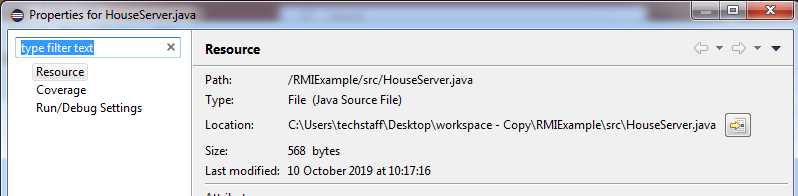 Properties for HouseServer.java
type filter text
Resource
Coverage
Run/Debug Settings
Resource
Path: /RMIExample/src/HouseServer.java
Type: File (Java Source File)
Location: C:\Users\techstaff\Desktop\workspace - Copy\RMIExample\src\HouseServer.java
Size: 568 bytes
Last modified: 10 October 2019 at 10:17:16